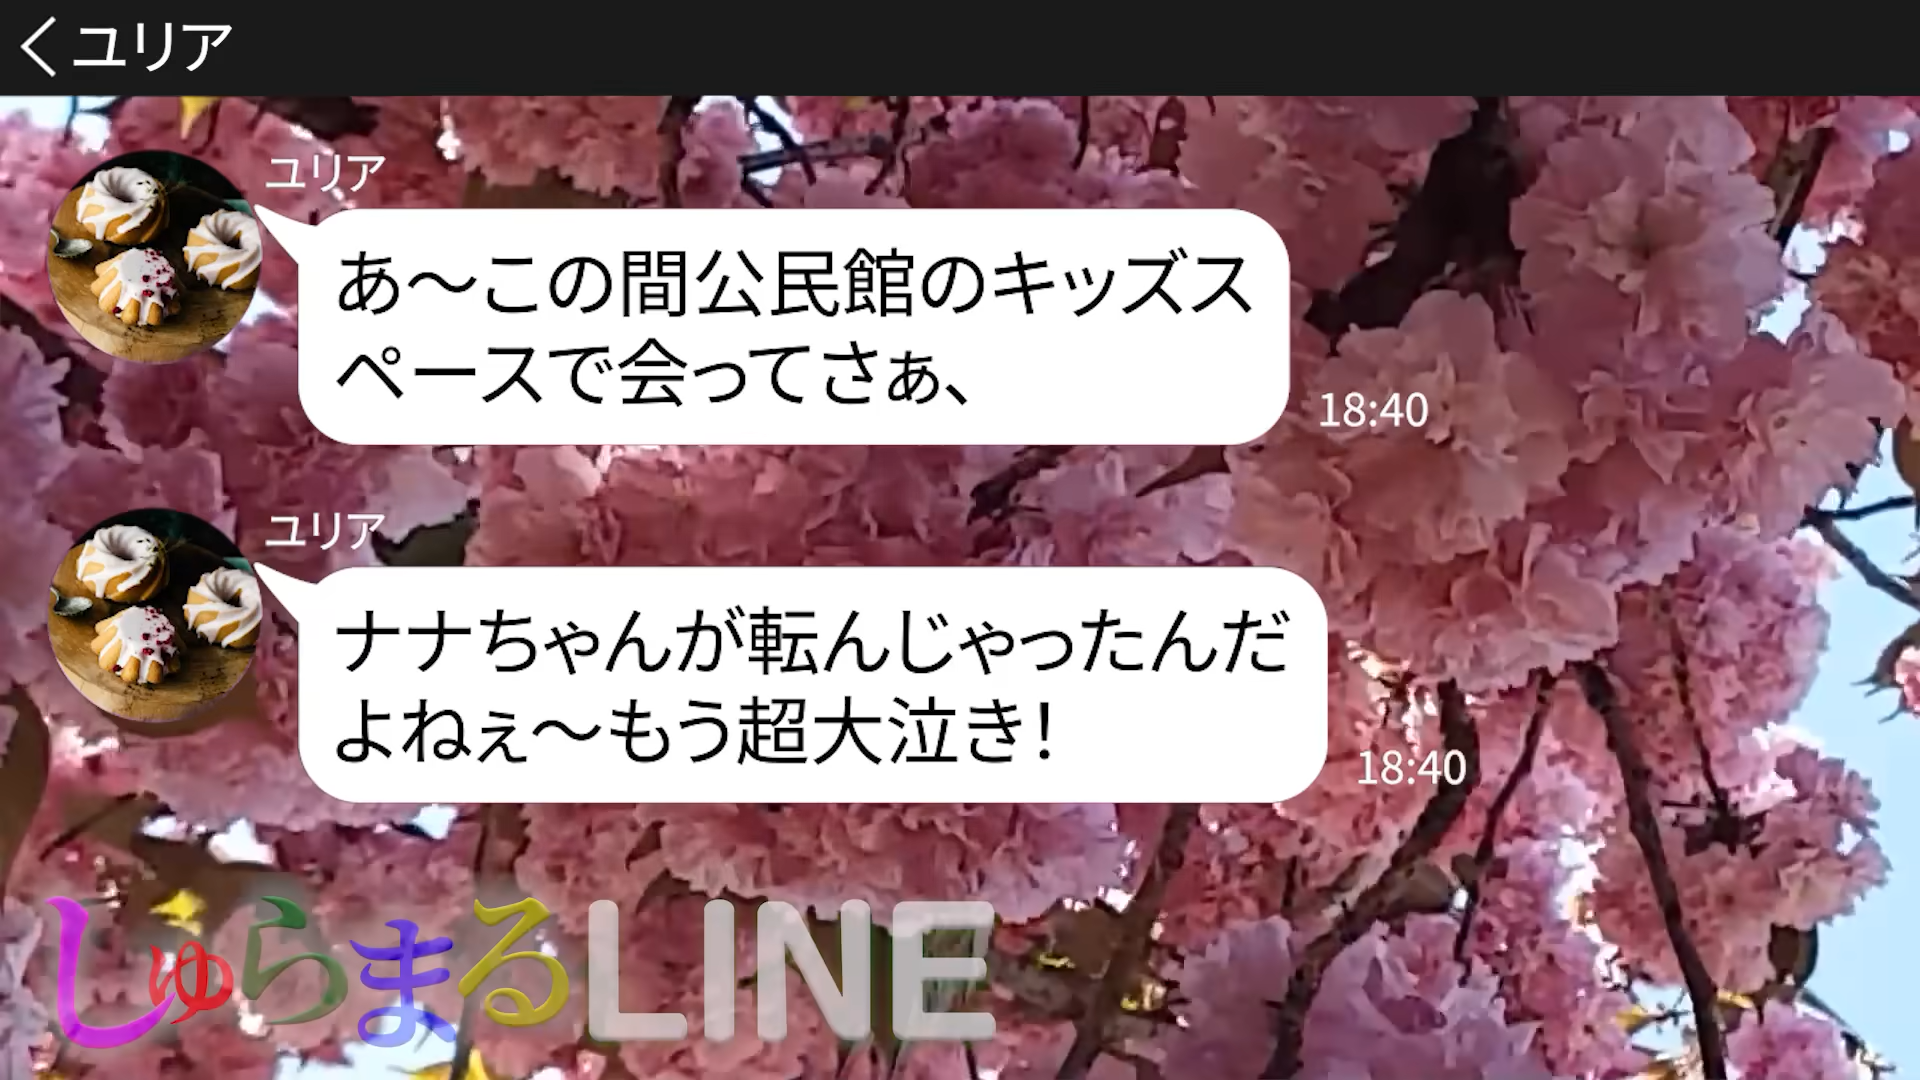 ユリア
ユリア
あ〜この間公民館のキッズス
ペースで会ってさぁ、
18:40
ユリア
ナナちゃんが転んじゃったんだ
よねぇ〜もう超大泣き!
18:40
しゅらまるLINE